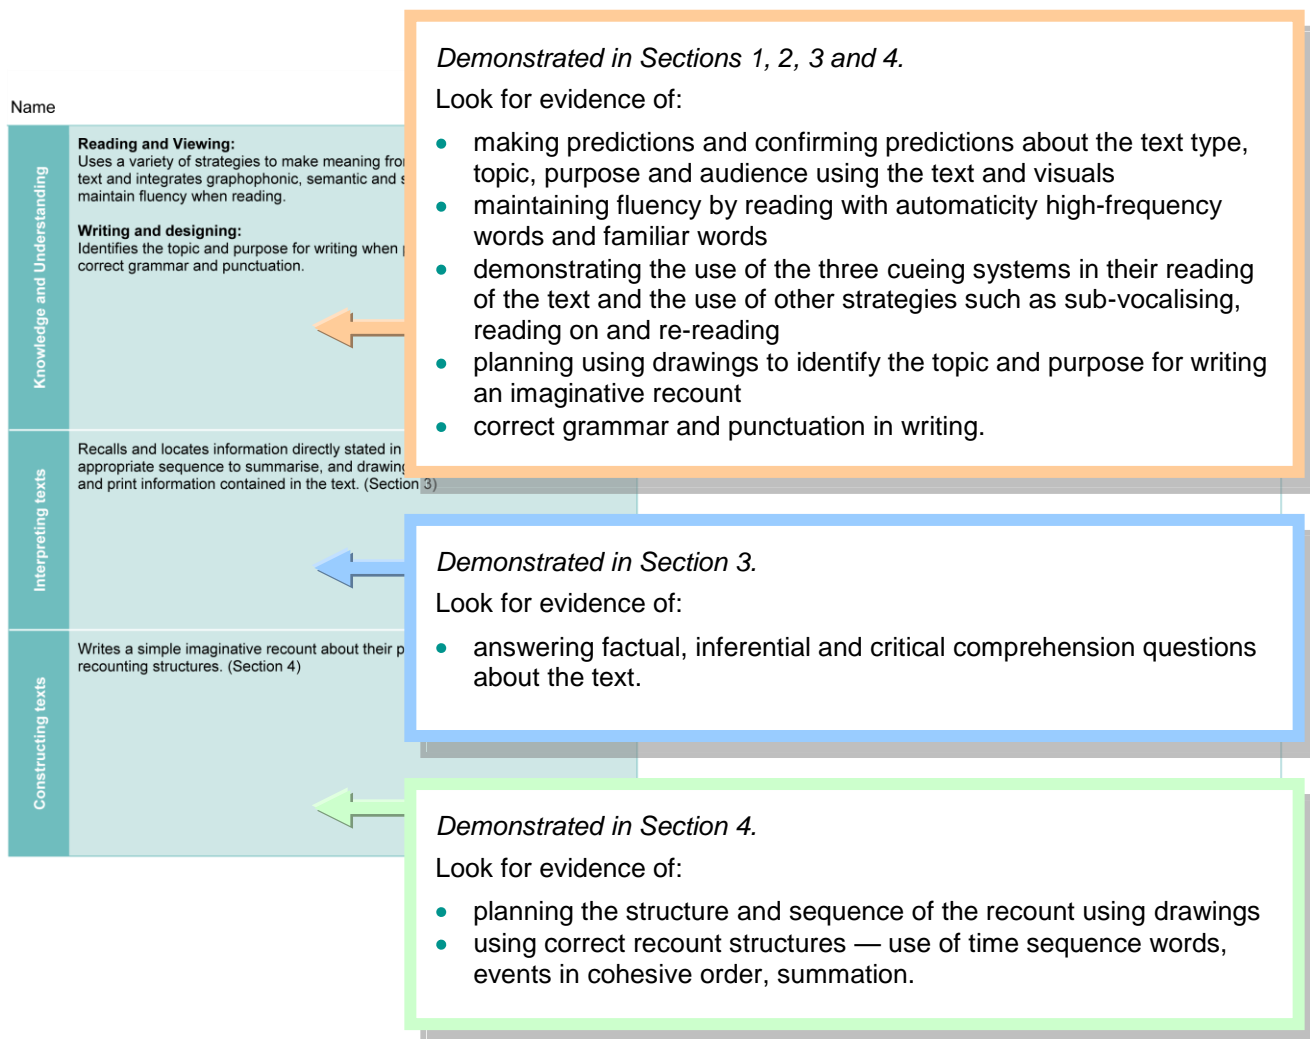 Name
Knowledge and Understanding
Reading and Viewing:
Uses a variety of strategies to make meaning
text and integrates graphophonic, semantic and
maintain fluency when reading.
Writing and designing:
Identifies the topic and purpose for writing when
correct grammar and punctuation.
Demonstrated in Sections 1, 2, 3 and 4.
Look for evidence of:
• making predictions and confirming predictions about the text type,
topic, purpose and audience using the text and visuals
• maintaining fluency by reading with automaticity high-frequency
words and familiar words
• demonstrating the use of the three cueing systems in their reading
of the text and the use of other strategies such as sub-vocalising,
reading on and re-reading
• planning using drawings to identify the topic and purpose for writing
an imaginative recount
• correct grammar and punctuation in writing.
Interpreting texts
Recalls and locates information directly stated in
appropriate sequence to summarise, and
and print information contained in the text. (Section 3)
Demonstrated in Section 3.
Look for evidence of:
• answering factual, inferential and critical comprehension questions
about the text.
Constructing texts
Writes a simple imaginative recount about their
recounting structures. (Section 4)
Demonstrated in Section 4.
Look for evidence of:
• planning the structure and sequence of the recount using drawings
• using correct recount structures — use of time sequence words,
events in cohesive order, summation.